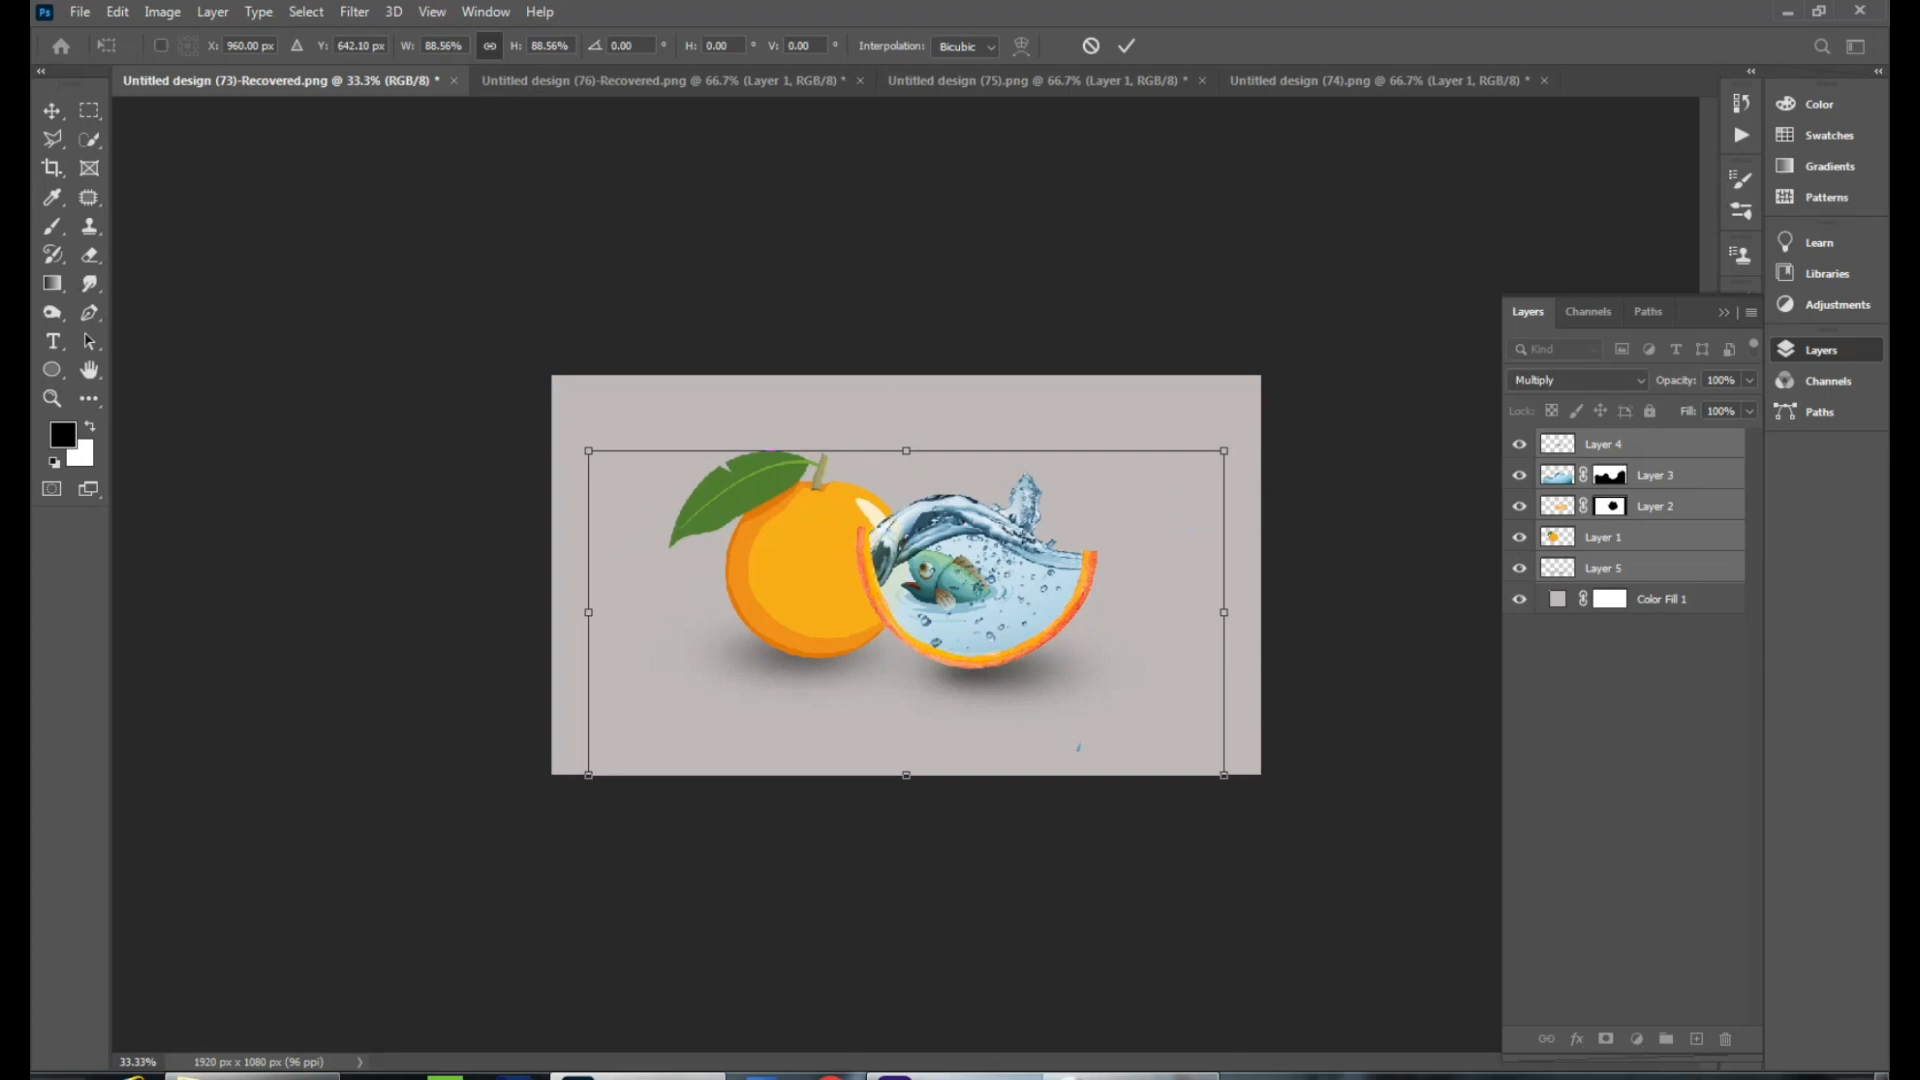 Ps File Edit Image Layer Type Select Filter 3D View Window Help
X: 960.00 px Y: 642.10 px W: 88.56% H: 88.56% 0.00 ° H: 0.00 ° V: 0.00 ° Interpolation: Bicubic
Untitled design (73)-Recovered.png @ 33.3% (RGB/8) * × Untitled design (76)-Recovered.png @ 66.7% (Layer 1, RGB/8) * × Untitled design (75).png @ 66.7% (Layer 1, RGB/8) * × Untitled design (74).png @ 66.7% (Layer 1, RGB/8) * ×
Color
Swatches
Gradients
Patterns
Learn
Libraries
Adjustments
Layers
Channels
Paths
Layers Channels Paths
Kind
Multiply Opacity: 100%
Lock: Fill: 100%
Layer 4
Layer 3
Layer 2
Layer 1
Layer 5
Color Fill 1
fx
33.33% 1920 px x 1080 px (96 ppi)